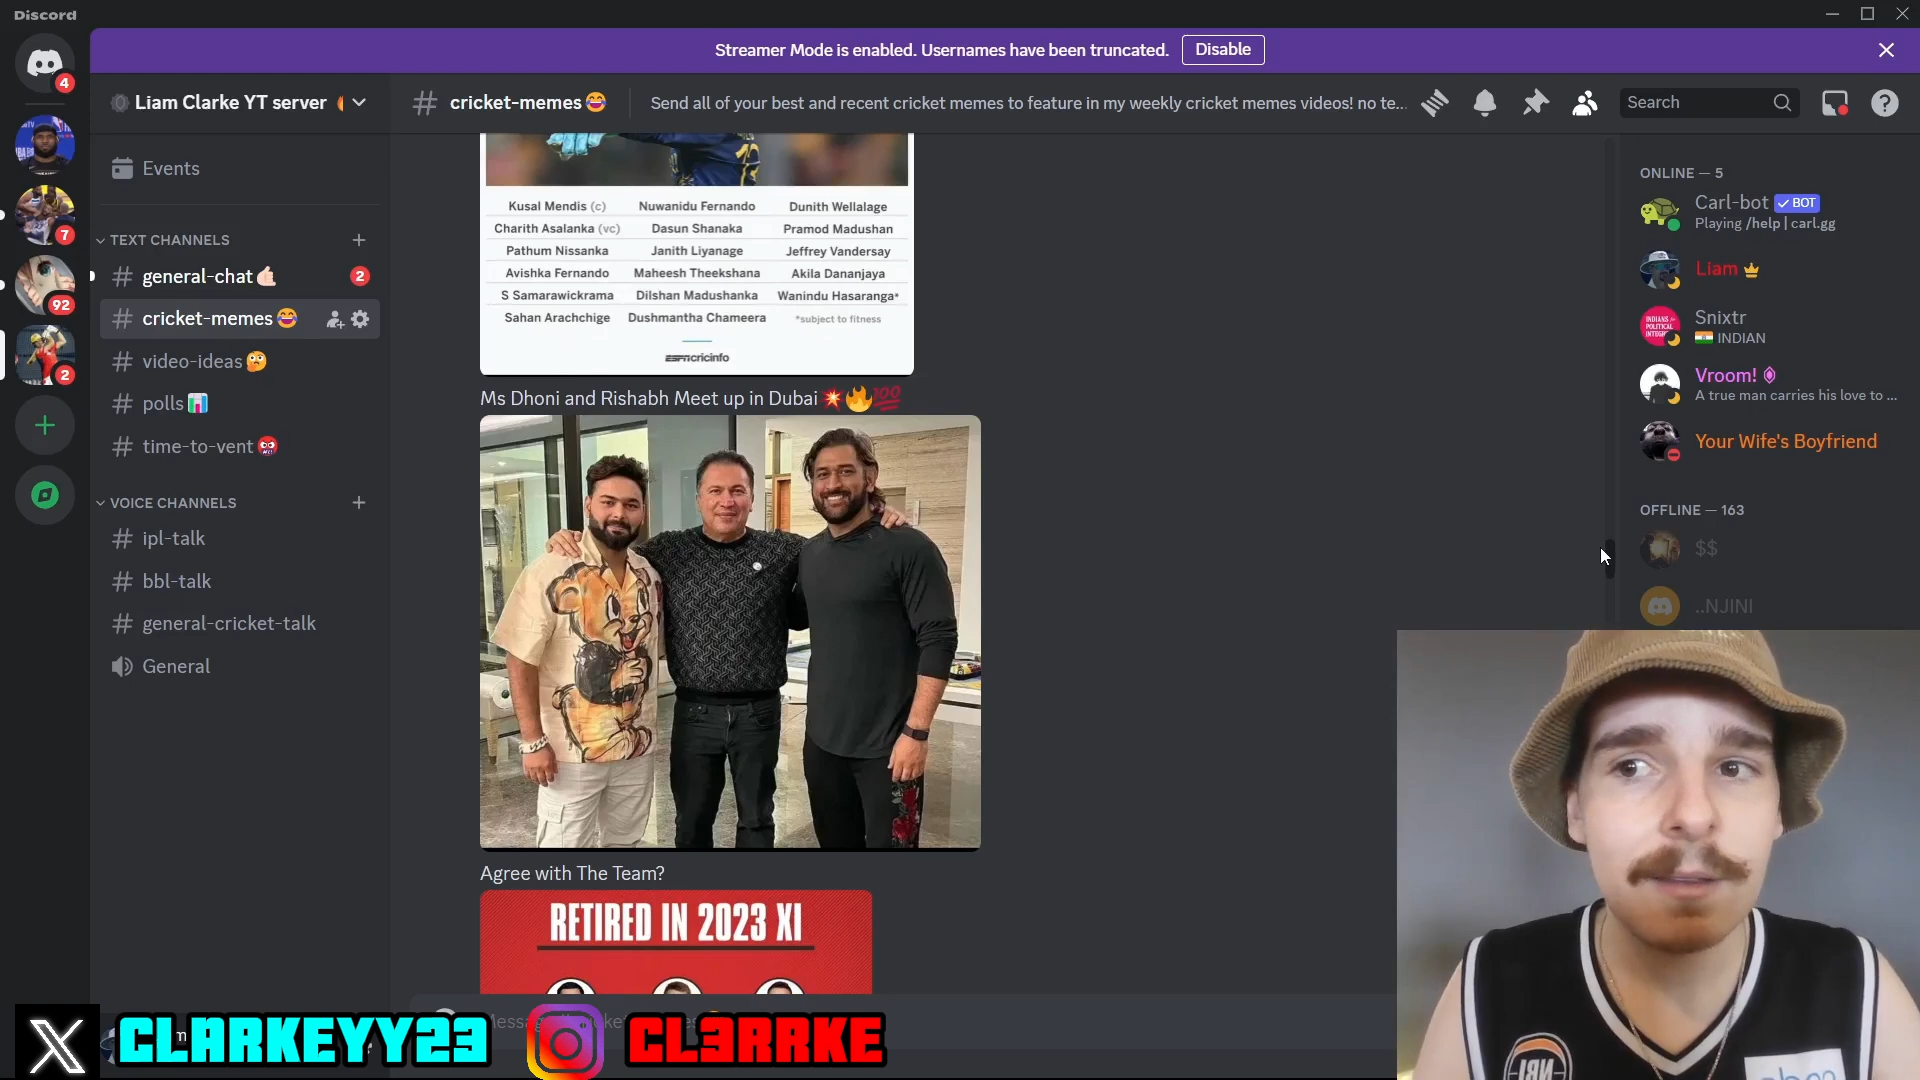 Discord
Streamer Mode is enabled. Usernames have been truncated.
Disable
4
Liam Clarke YT server
# cricket-memes😂
Send all of your best and recent cricket memes to feature in my weekly cricket memes videos! no te...
Search
Events
TEXT CHANNELS
# general-chat🤙🏻
2
# cricket-memes😂
# video-ideas🤔
# polls📊
# time-to-vent🤬
VOICE CHANNELS
# ipl-talk
# bbl-talk
# general-cricket-talk
General
7
92
2
Kusal Mendis (c) Nuwanidu Fernando Dunith Wellalage
Charith Asalanka (vc) Dasun Shanaka Pramod Madushan
Pathum Nissanka Janith Liyanage Jeffrey Vandersay
Avishka Fernando Maheesh Theekshana Akila Dananjaya
S Samarawickrama Dilshan Madushanka Wanindu Hasaranga*
Sahan Arachchige Dushmantha Chameera *subject to fitness
ESPNcricinfo
Ms Dhoni and Rishabh Meet up in Dubai💥🔥💯
Agree with The Team?
RETIRED IN 2023 XI
ONLINE — 5
Carl-bot ✓ BOT
Playing /help | carl.gg
Liam
Snixtr
INDIAN
Vroom!
A true man carries his love to ...
Your Wife's Boyfriend
OFFLINE — 163
$$
..NJINI
CLARKEYY23
CL3RRKE